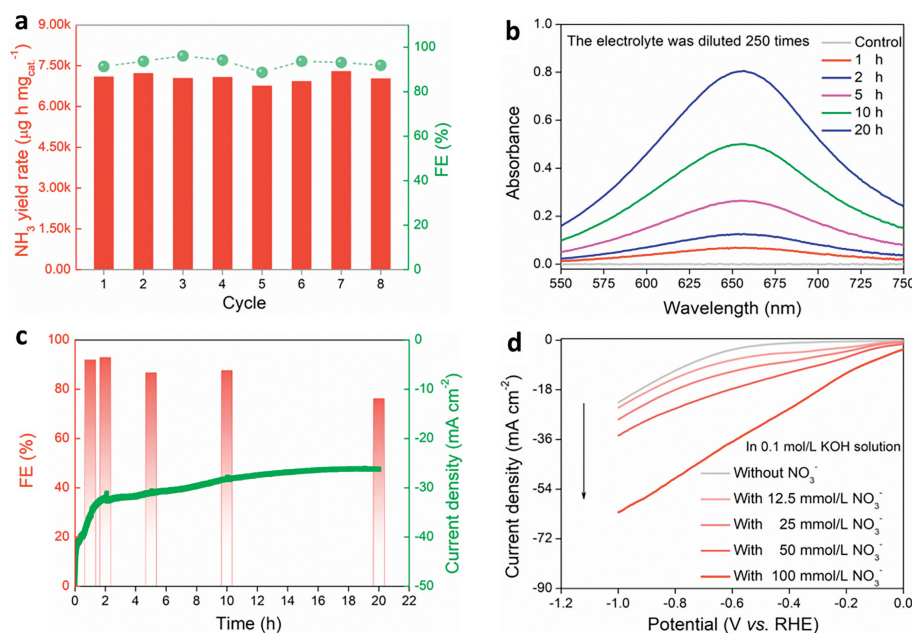 a
NH3 yield rate (μg h mgcat.⁻¹)
9.00k
7.50k
6.00k
4.50k
3.00k
1.50k
0.00
1 2 3 4 5 6 7 8
Cycle
100
80
60
40
20
0
FE (%)
b
The electrolyte was diluted 250 times
Control
1 h
2 h
5 h
10 h
20 h
Absorbance
1.0
0.8
0.6
0.4
0.2
0.0
550 575 600 625 650 675 700 725 750
Wavelength (nm)
c
FE (%)
100
80
60
40
20
0
0 2 4 6 8 10 12 14 16 18 20 22
Time (h)
0
-10
-20
-30
-40
-50
Current density (mA cm⁻²)
d
Current density (mA cm⁻²)
0
-18
-36
-54
-72
-90
In 0.1 mol/L KOH solution
Without NO3⁻
With 12.5 mmol/L NO3⁻
With 25 mmol/L NO3⁻
With 50 mmol/L NO3⁻
With 100 mmol/L NO3⁻
-1.2 -1.0 -0.8 -0.6 -0.4 -0.2 0.0
Potential (V vs. RHE)